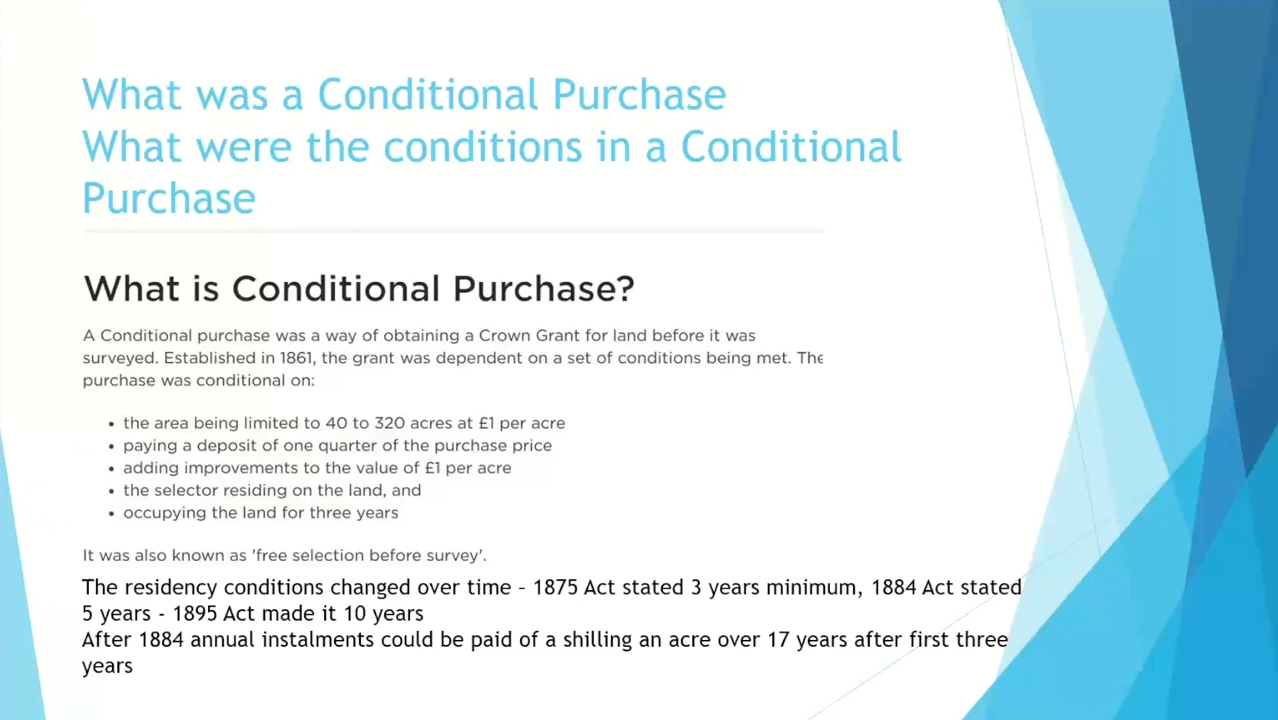 What was a Conditional Purchase
What were the conditions in a Conditional
Purchase
What is Conditional Purchase?
A Conditional purchase was a way of obtaining a Crown Grant for land before it was
surveyed. Established in 1861, the grant was dependent on a set of conditions being met. The
purchase was conditional on:
• the area being limited to 40 to 320 acres at £1 per acre
• paying a deposit of one quarter of the purchase price
• adding improvements to the value of £1 per acre
• the selector residing on the land, and
• occupying the land for three years
It was also known as 'free selection before survey'.
The residency conditions changed over time – 1875 Act stated 3 years minimum, 1884 Act stated
5 years - 1895 Act made it 10 years
After 1884 annual instalments could be paid of a shilling an acre over 17 years after first three
years